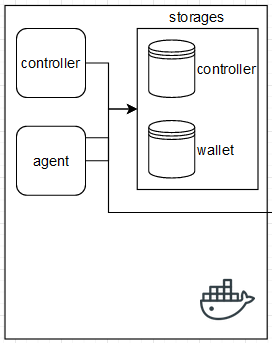 storages
controller
controller
agent
wallet